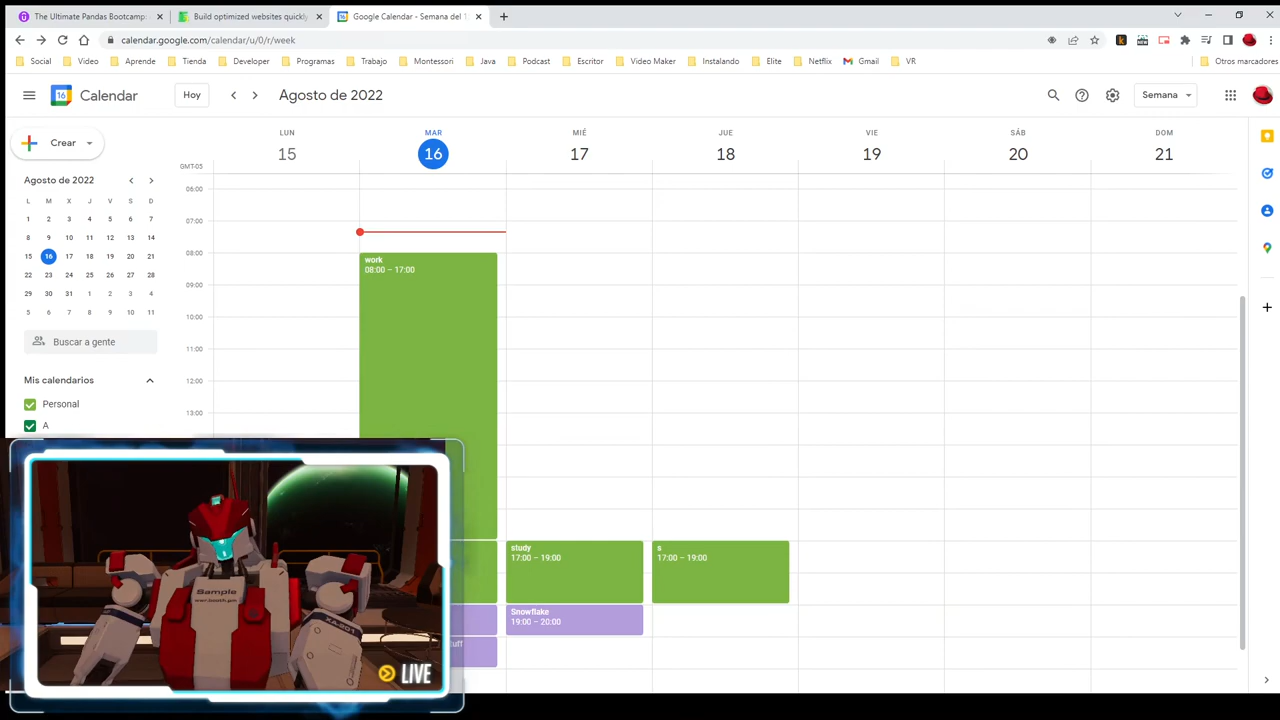 The Ultimate Pandas Bootcamp:
Build optimized websites quickly
Google Calendar - Semana del 1
calendar.google.com/calendar/u/0/r/week
Social
Video
Aprende
Tienda
Developer
Programas
Trabajo
Montessori
Java
Podcast
Escritor
Video Maker
Instalando
Elite
Netflix
Gmail
VR
Otros marcadores
16
Calendar
Hoy
Agosto de 2022
Semana
Crear
LUN
MAR
MIÉ
JUE
VIE
SÁB
DOM
15
16
17
18
19
20
21
GMT-05
Agosto de 2022
L M X J V S D
1 2 3 4 5 6 7
8 9 10 11 12 13 14
15 16 17 18 19 20 21
22 23 24 25 26 27 28
29 30 31 1 2 3 4
5 6 7 8 9 10 11
Buscar a gente
Mis calendarios
Personal
A
06:00
07:00
08:00
09:00
10:00
11:00
12:00
13:00
work
08:00 – 17:00
study
17:00 – 19:00
s
17:00 – 19:00
Snowflake
19:00 – 20:00
tuff
Sample
XA-301
LIVE